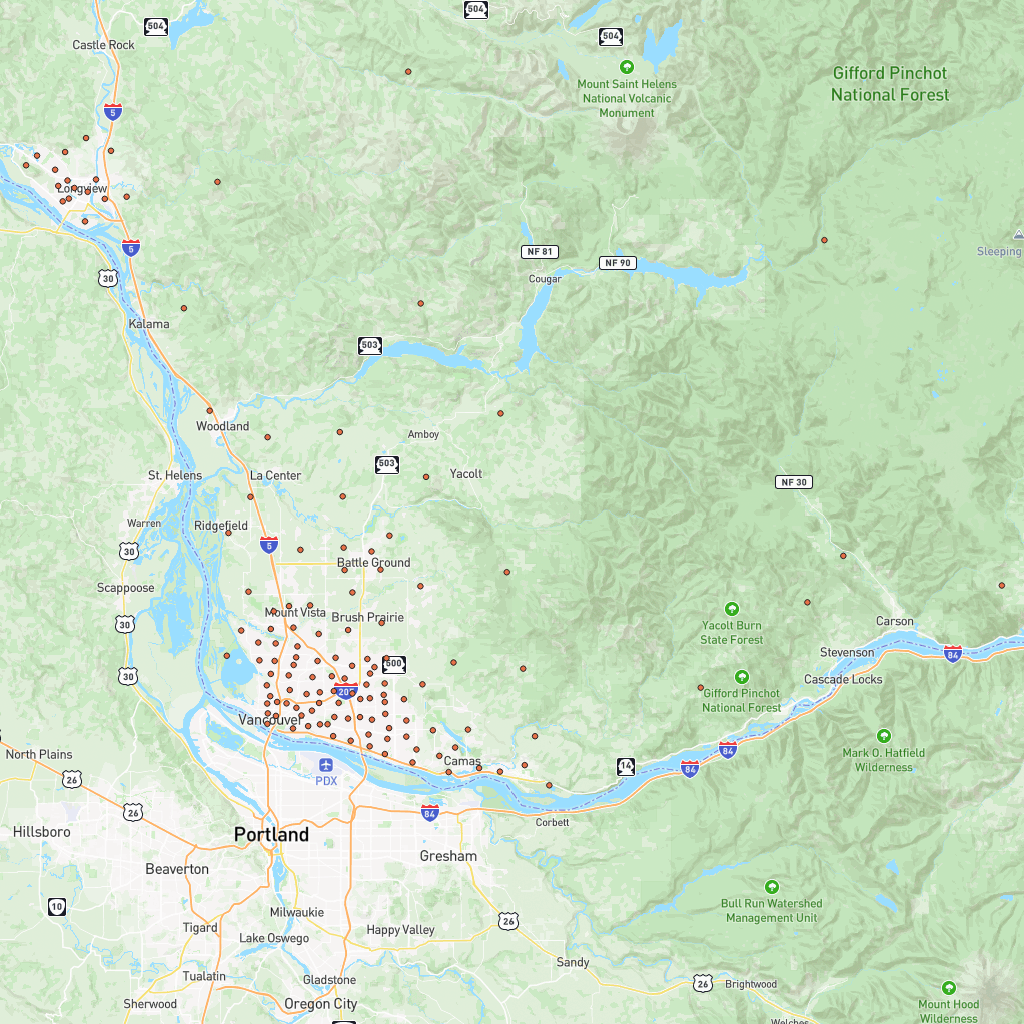 504
504
504
Castle Rock
Mount Saint Helens
National Volcanic
Monument
Gifford Pinchot
National Forest
5
Longview
5
30
NF 81
NF 90
Cougar
Sleeping
Kalama
503
Woodland
Amboy
503
Yacolt
St. Helens
La Center
NF 30
Warren
Ridgefield
30
5
Battle Ground
Scappoose
Mount Vista
Brush Prairie
30
Yacolt Burn
State Forest
Carson
Stevenson
84
500
30
Cascade Locks
Gifford Pinchot
National Forest
Vancouver
North Plains
Camas
84
84
14
Mark O. Hatfield
Wilderness
PDX
26
26
84
Corbett
Hillsboro
Portland
Gresham
Beaverton
10
Milwaukie
26
Bull Run Watershed
Management Unit
Tigard
Happy Valley
Lake Oswego
Sandy
Tualatin
Gladstone
26
Brightwood
Sherwood
Oregon City
Mount Hood
Wilderness
Welches